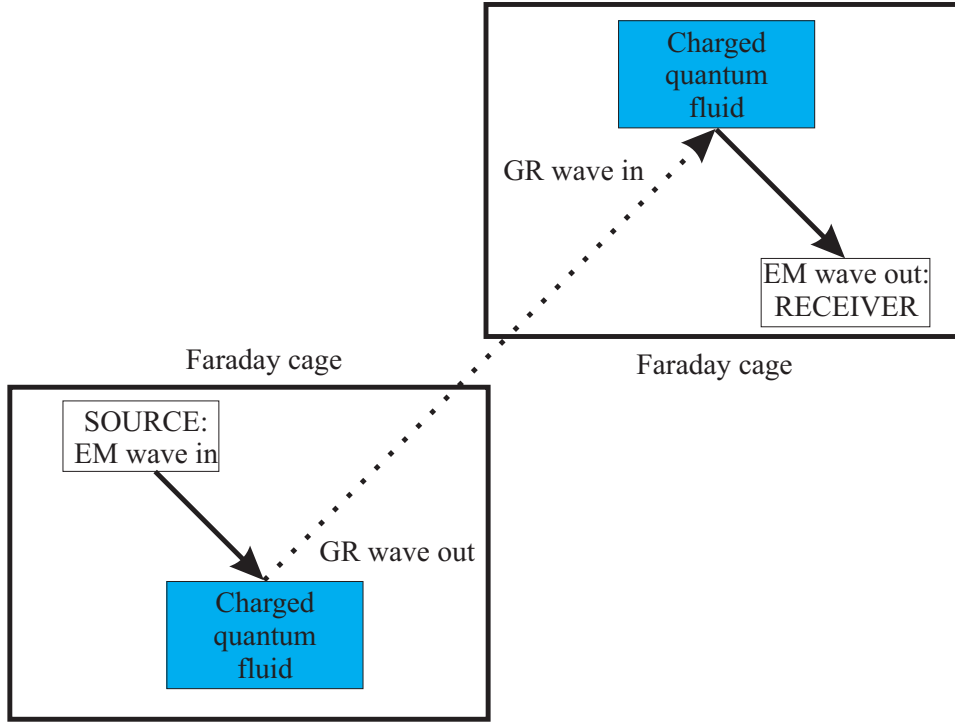 Charged
quantum
fluid
GR wave in
EM wave out:
RECEIVER
Faraday cage
Faraday cage
SOURCE:
EM wave in
GR wave out
Charged
quantum
fluid